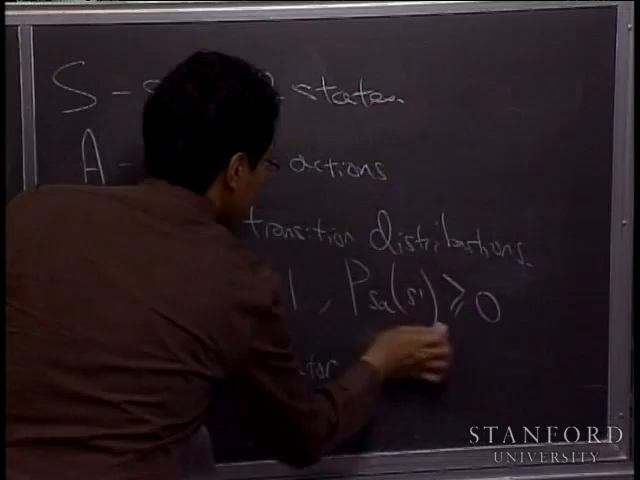 S - states
A - actions
transition distributions
1, Psa(s') ≥ 0
STANFORD
UNIVERSITY